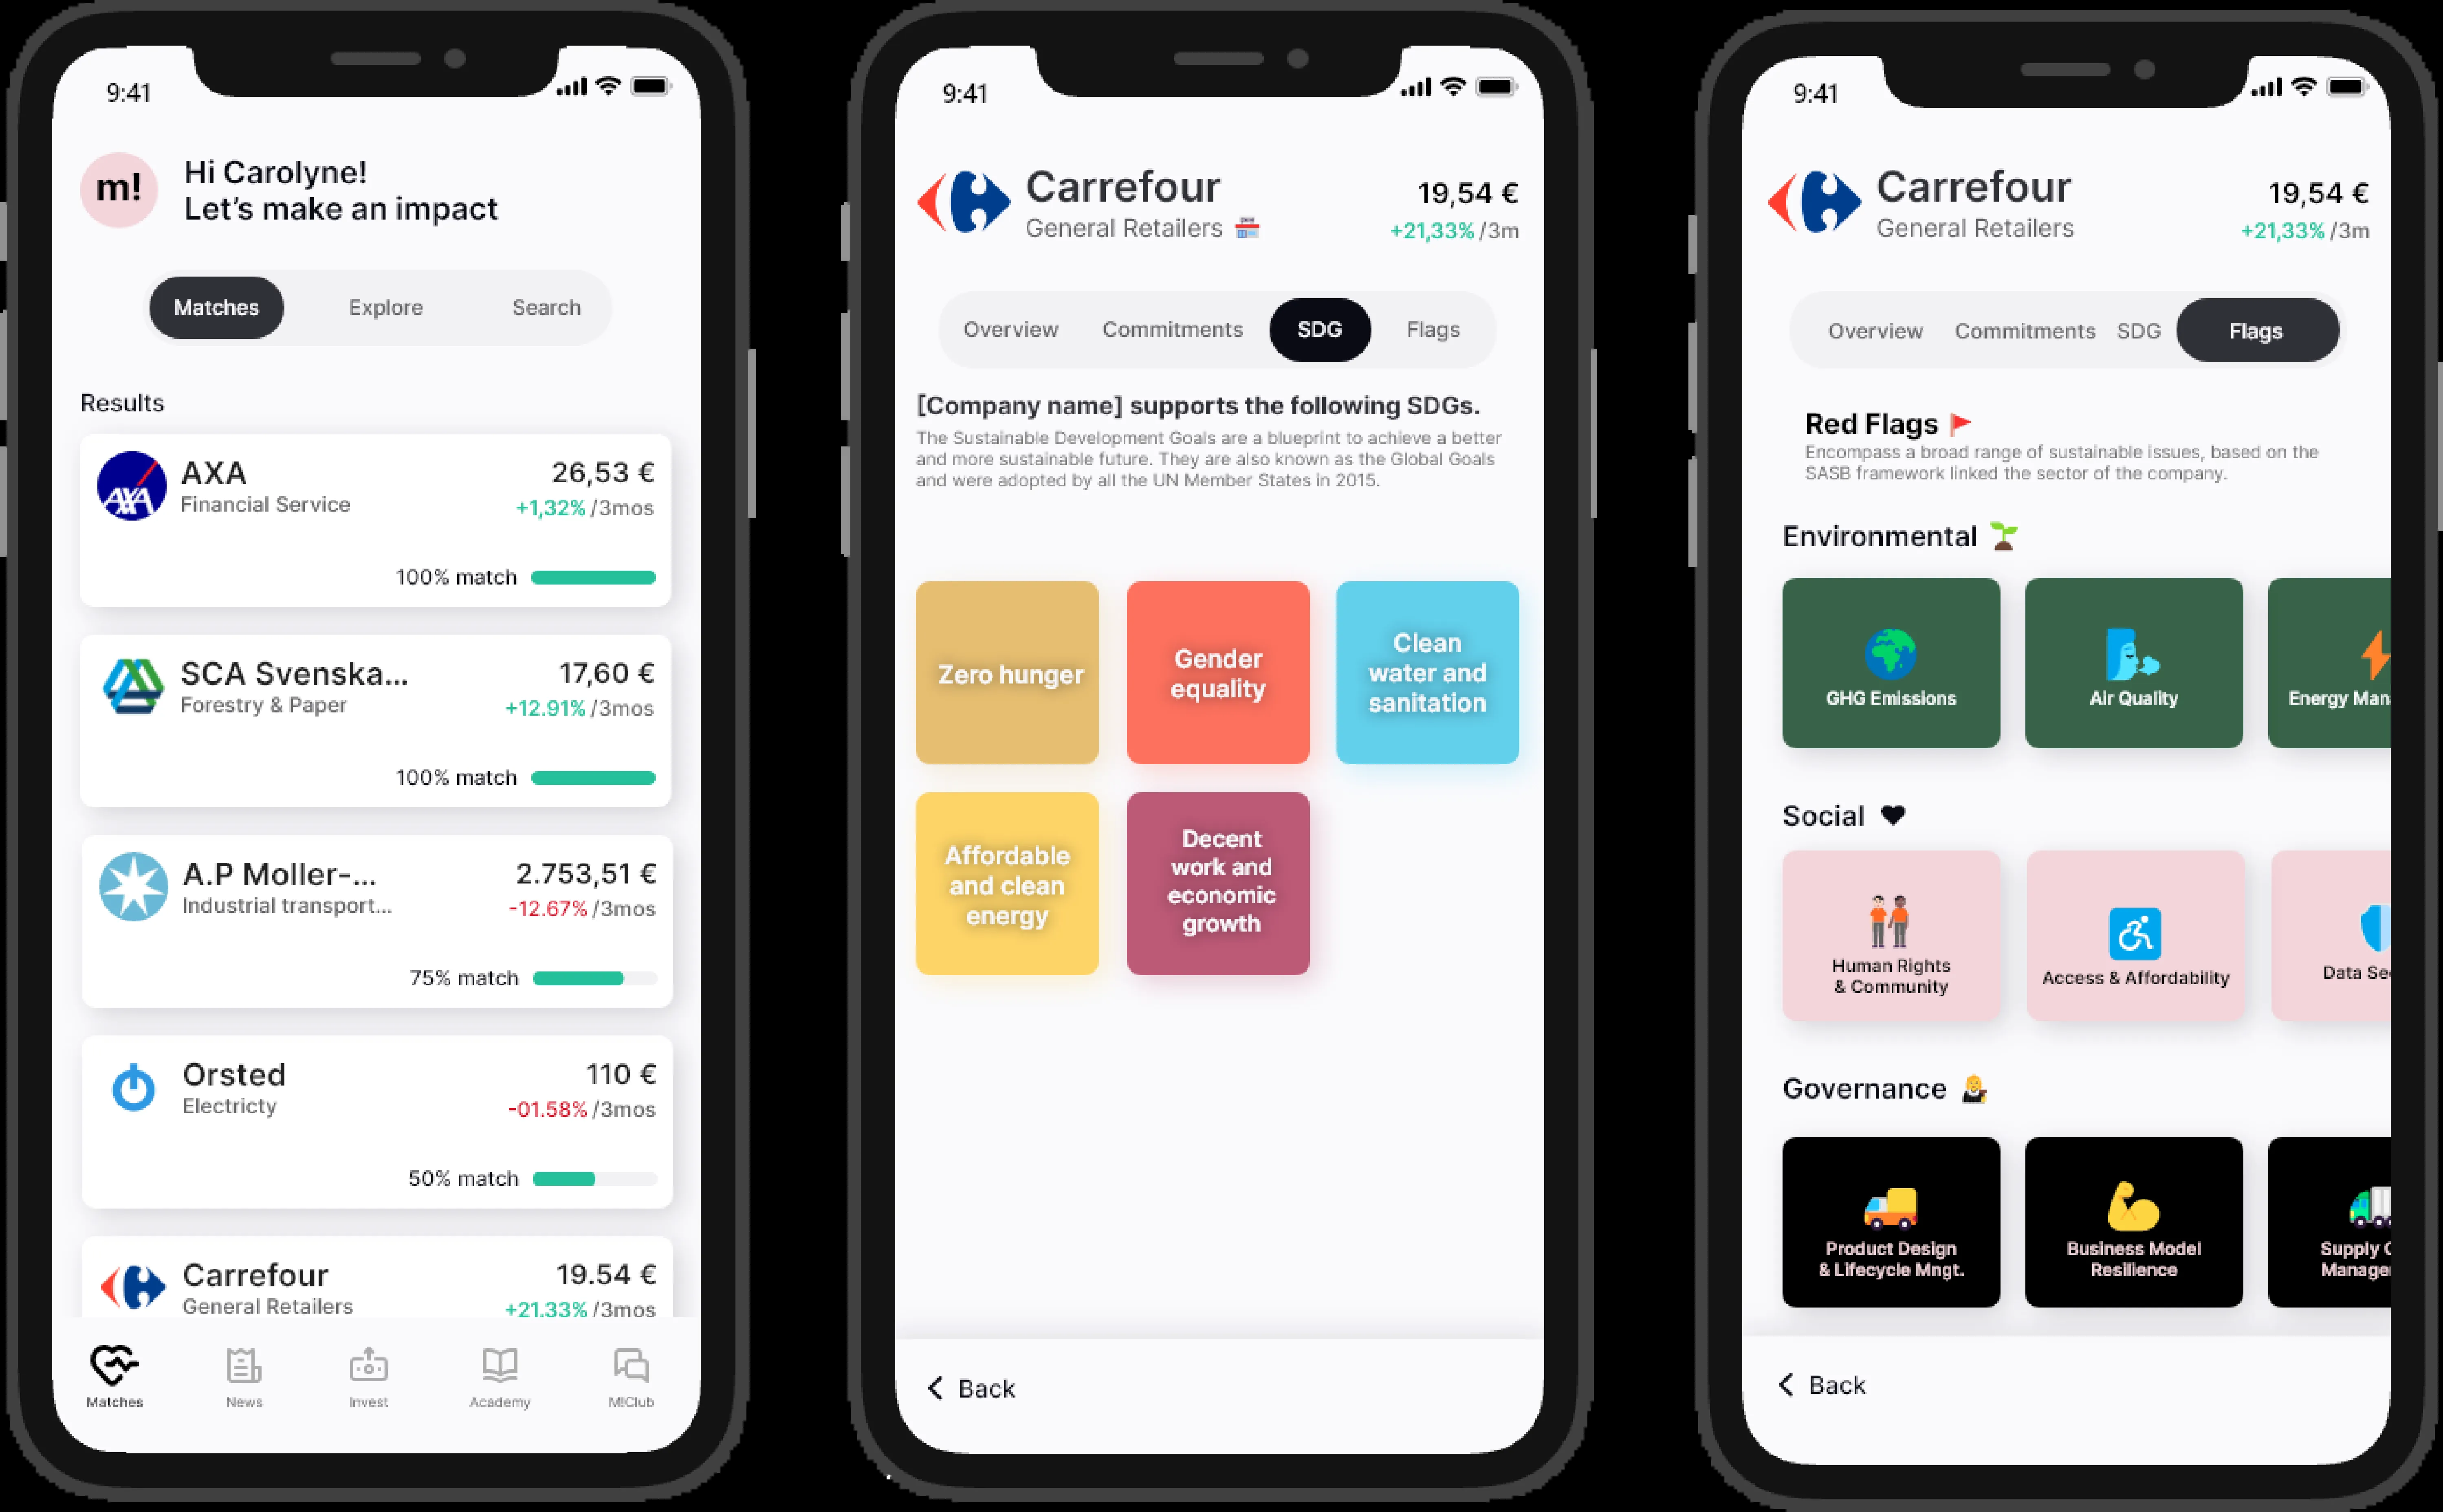 9:41
m!
Hi Carolyne!
Let's make an impact
Matches Explore Search
Results
AXA
AXA 26,53 €
Financial Service +1,32% /3mos
100% match
SCA Svenska... 17,60 €
Forestry & Paper +12.91% /3mos
100% match
A.P Moller-... 2.753,51 €
Industrial transport... -12.67% /3mos
75% match
Orsted 110 €
Electricty -01.58% /3mos
50% match
Carrefour 19.54 €
General Retailers +21.33% /3mos
Matches News Invest Academy M!Club
9:41
Carrefour 19,54 €
General Retailers +21,33% /3m
Overview Commitments SDG Flags
[Company name] supports the following SDGs.
The Sustainable Development Goals are a blueprint to achieve a better
and more sustainable future. They are also known as the Global Goals
and were adopted by all the UN Member States in 2015.
Zero hunger
Gender
equality
Clean
water and
sanitation
Affordable
and clean
energy
Decent
work and
economic
growth
Back
9:41
Carrefour 19,54 €
General Retailers +21,33% /3m
Overview Commitments SDG Flags
Red Flags
Encompass a broad range of sustainable issues, based on the
SASB framework linked the sector of the company.
Environmental
GHG Emissions
Air Quality
Energy Man
Social
Human Rights
& Community
Access & Affordability
Data Se
Governance
Product Design
& Lifecycle Mngt.
Business Model
Resilience
Supply C
Manage
Back